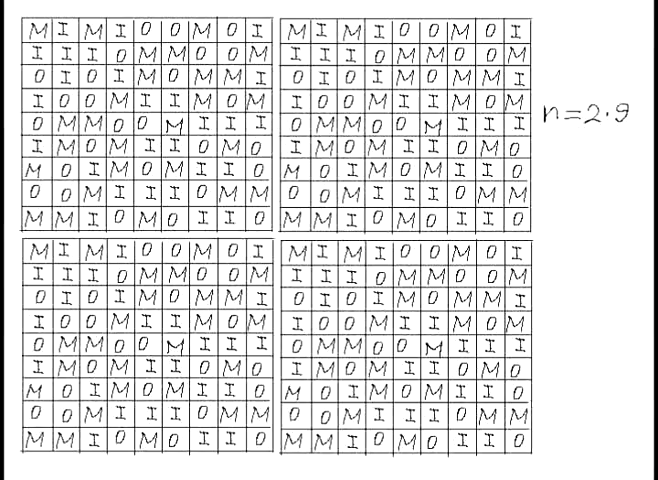 M I M I O O M O I M I M I O O M O I
I I I O M M O O M I I I O M M O O M
O I O I M O M M I O I O I M O M M I
I O O M I I M O M I O O M I I M O M
n=2·9
O M M O O M I I I O M M O O M I I I
I M O M I I O M O I M O M I I O M O
M O I M O M I I O M O I M O M I I O
O O M I I I O M M O O M I I I O M M
M M I O M O I I O M M I O M O I I O
M I M I O O M O I M I M I O O M O I
I I I O M M O O M I I I O M M O O M
O I O I M O M M I O I O I M O M M I
I O O M I I M O M I O O M I I M O M
O M M O O M I I I O M M O O M I I I
I M O M I I O M O I M O M I I O M O
M O I M O M I I O M O I M O M I I O
O O M I I I O M M O O M I I I O M M
M M I O M O I I O M M I O M O I I O